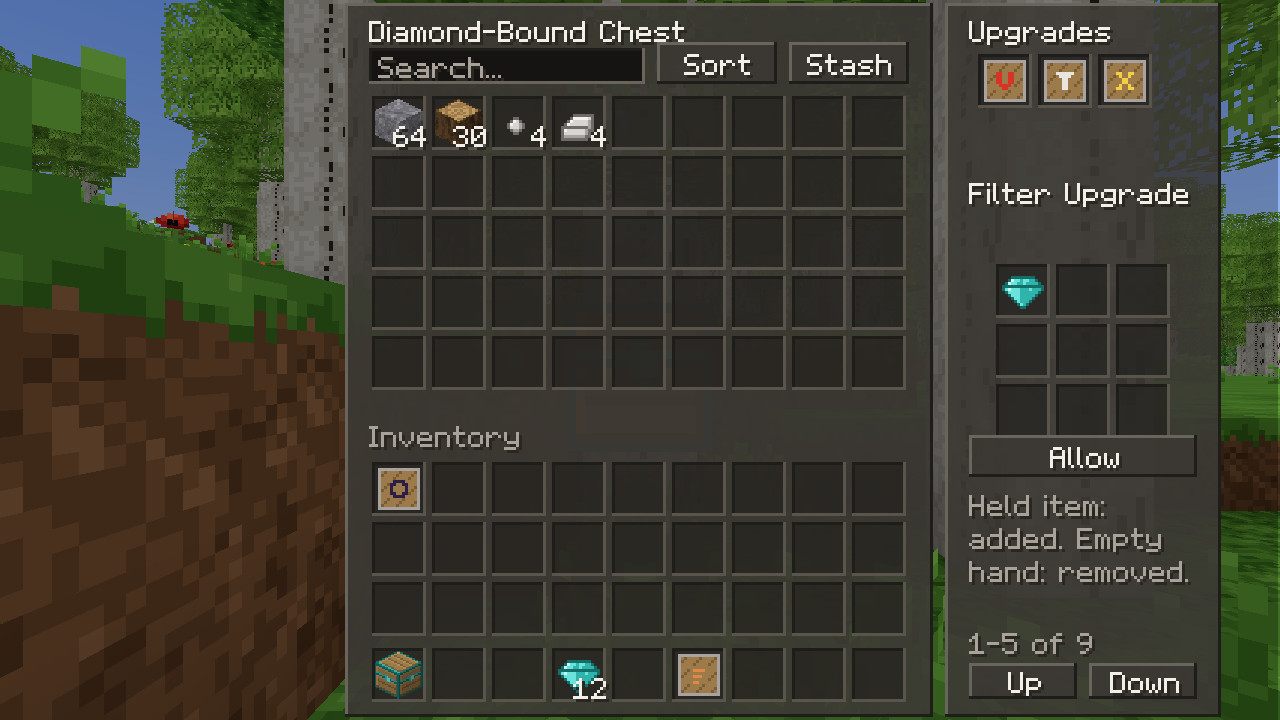 Diamond-Bound Chest
Search...
Sort
Stash
64
30
4
4
Inventory
12
Upgrades
U
T
X
Filter Upgrade
Allow
Held item:
added. Empty
hand: removed.
1-5 of 9
Up
Down